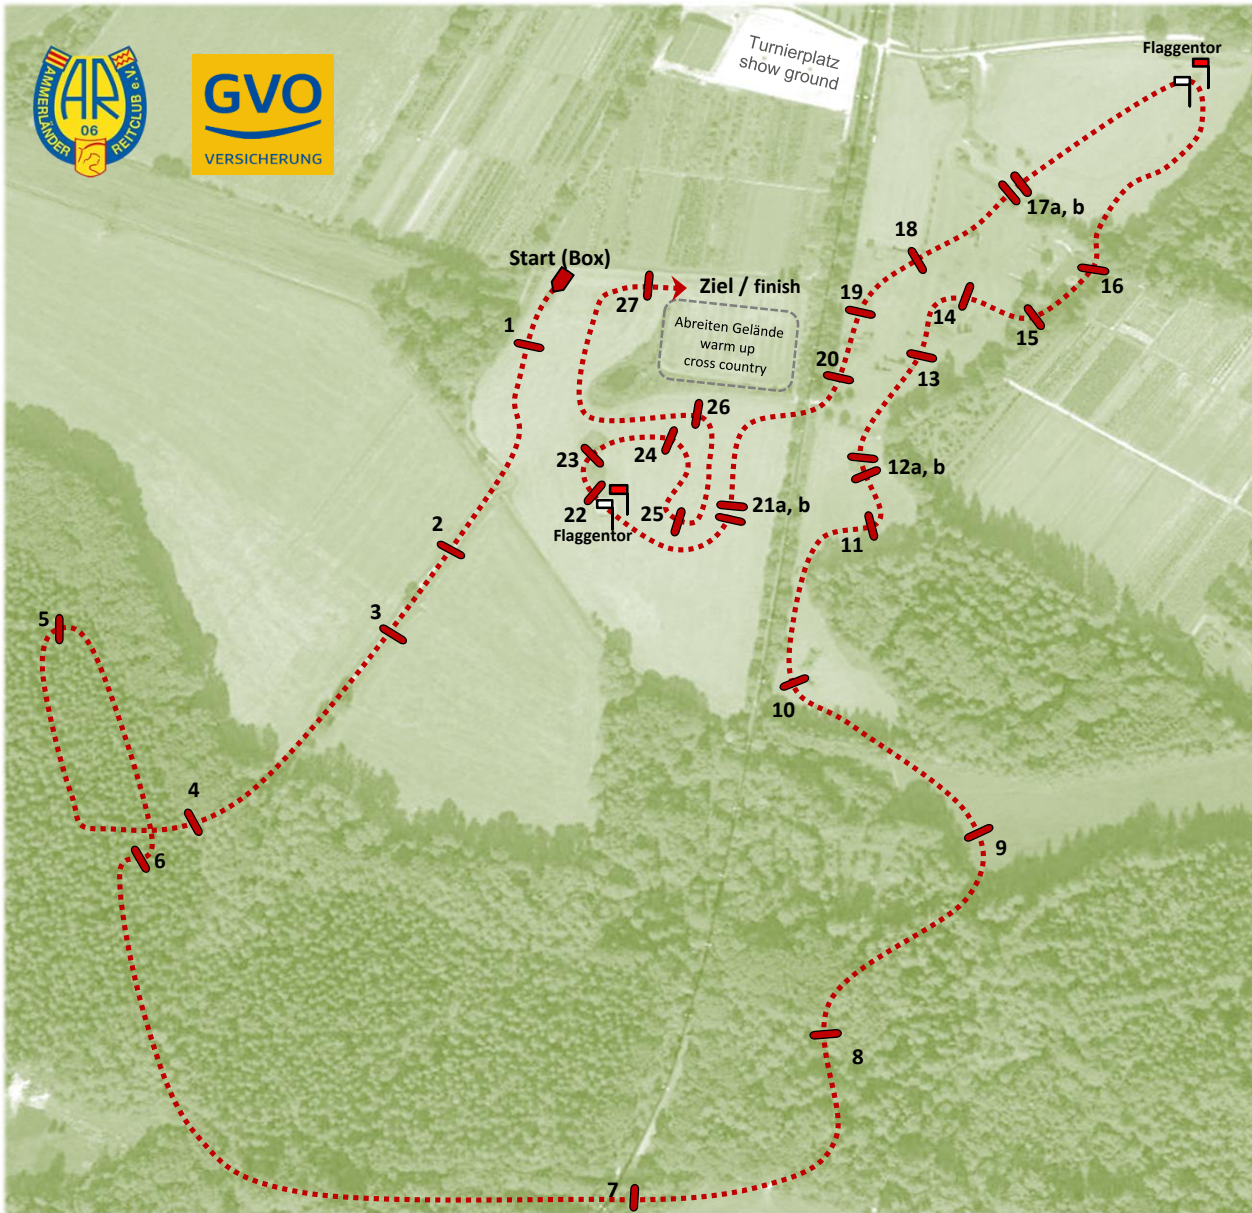 AMMERLÄNDER REITCLUB e.V.
AR
06
GVO
VERSICHERUNG
Turnierplatz
show ground
Flaggentor
17a, b
18
Start (Box)
16
27
Ziel / finish
19
14
1
Abreiten Gelände
warm up
cross country
15
20
13
26
23
24
12a, b
21a, b
22
25
2
Flaggentor
11
3
5
10
4
9
6
8
7